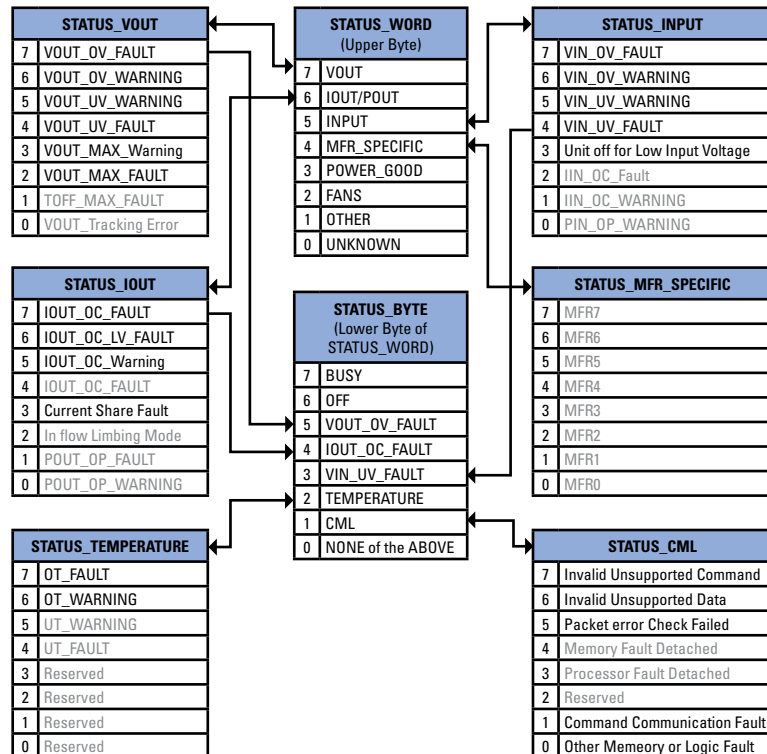 STATUS_VOUT
7 VOUT_OV_FAULT
6 VOUT_OV_WARNING
5 VOUT_UV_WARNING
4 VOUT_UV_FAULT
3 VOUT_MAX_Warning
2 VOUT_MAX_FAULT
1 TOFF_MAX_FAULT
0 VOUT_Tracking Error
STATUS_IOUT
7 IOUT_OC_FAULT
6 IOUT_OC_LV_FAULT
5 IOUT_OC_Warning
4 IOUT_OC_FAULT
3 Current Share Fault
2 In flow Limbing Mode
1 POUT_OP_FAULT
0 POUT_OP_WARNING
STATUS_TEMPERATURE
7 OT_FAULT
6 OT_WARNING
5 UT_WARNING
4 UT_FAULT
3 Reserved
2 Reserved
1 Reserved
0 Reserved
STATUS_WORD
(Upper Byte)
7 VOUT
6 IOUT/POUT
5 INPUT
4 MFR_SPECIFIC
3 POWER_GOOD
2 FANS
1 OTHER
0 UNKNOWN
STATUS_BYTE
(Lower Byte of
STATUS_WORD)
7 BUSY
6 OFF
5 VOUT_OV_FAULT
4 IOUT_OC_FAULT
3 VIN_UV_FAULT
2 TEMPERATURE
1 CML
0 NONE of the ABOVE
STATUS_INPUT
7 VIN_OV_FAULT
6 VIN_OV_WARNING
5 VIN_UV_WARNING
4 VIN_UV_FAULT
3 Unit off for Low Input Voltage
2 IIN_OC_Fault
1 IIN_OC_WARNING
0 PIN_OP_WARNING
STATUS_MFR_SPECIFIC
7 MFR7
6 MFR6
5 MFR5
4 MFR4
3 MFR3
2 MFR2
1 MFR1
0 MFR0
STATUS_CML
7 Invalid Unsupported Command
6 Invalid Unsupported Data
5 Packet error Check Failed
4 Memory Fault Detached
3 Processor Fault Detached
2 Reserved
1 Command Communication Fault
0 Other Memeory or Logic Fault